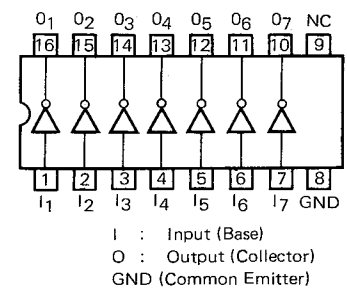 O1 O2 O3 O4 O5 O6 O7 NC
16 15 14 13 12 11 10 9
1 2 3 4 5 6 7 8
I1 I2 I3 I4 I5 I6 I7 GND
I : Input (Base)
O : Output (Collector)
GND (Common Emitter)